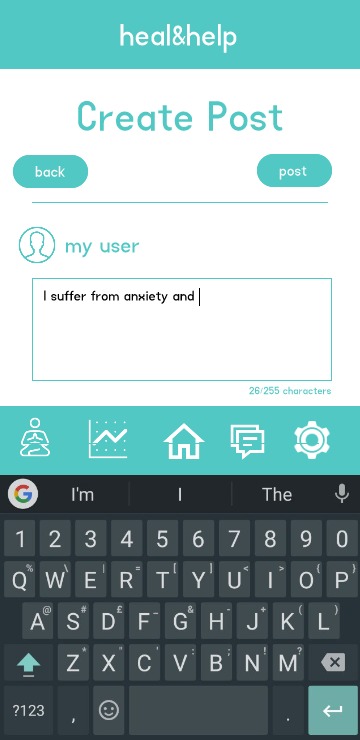 heal&help
Create Post
back
post
my user
I suffer from anxiety and
26/255 characters
G I'm I The
1 2 3 4 5 6 7 8 9 0
Q% W\ E| R= T[ Y] U< I> O{ P}
A@ S# D£ F_ G& H- J+ K( L)
Z* X" C' V: B; N! M?
?123 , .